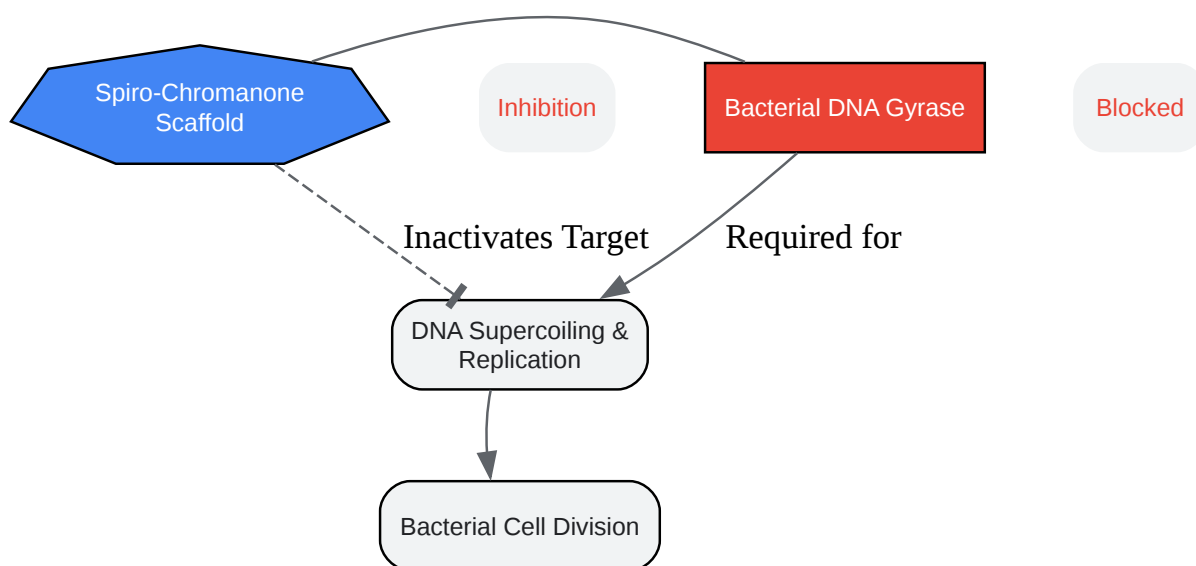 Spiro-Chromanone
Scaffold
Inhibition
Bacterial DNA Gyrase
Blocked
Inactivates Target
Required for
DNA Supercoiling &
Replication
Bacterial Cell Division